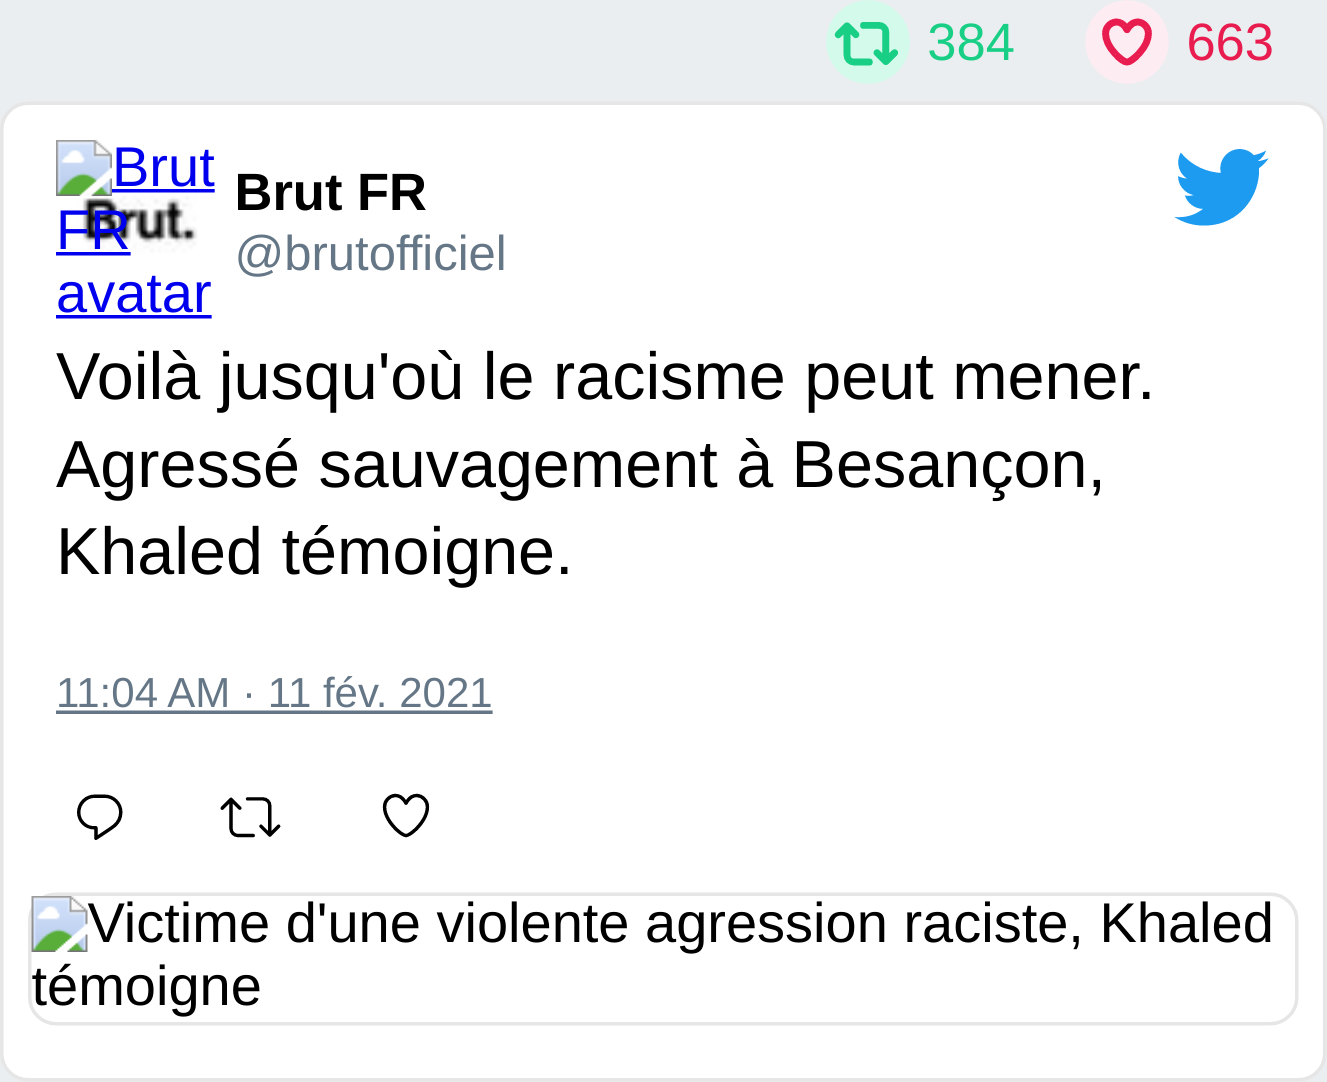 384 663
Brut
FR
avatar
Brut.
Brut FR
@brutofficiel
Voilà jusqu'où le racisme peut mener.
Agressé sauvagement à Besançon,
Khaled témoigne.
11:04 AM · 11 fév. 2021
Victime d'une violente agression raciste, Khaled
témoigne